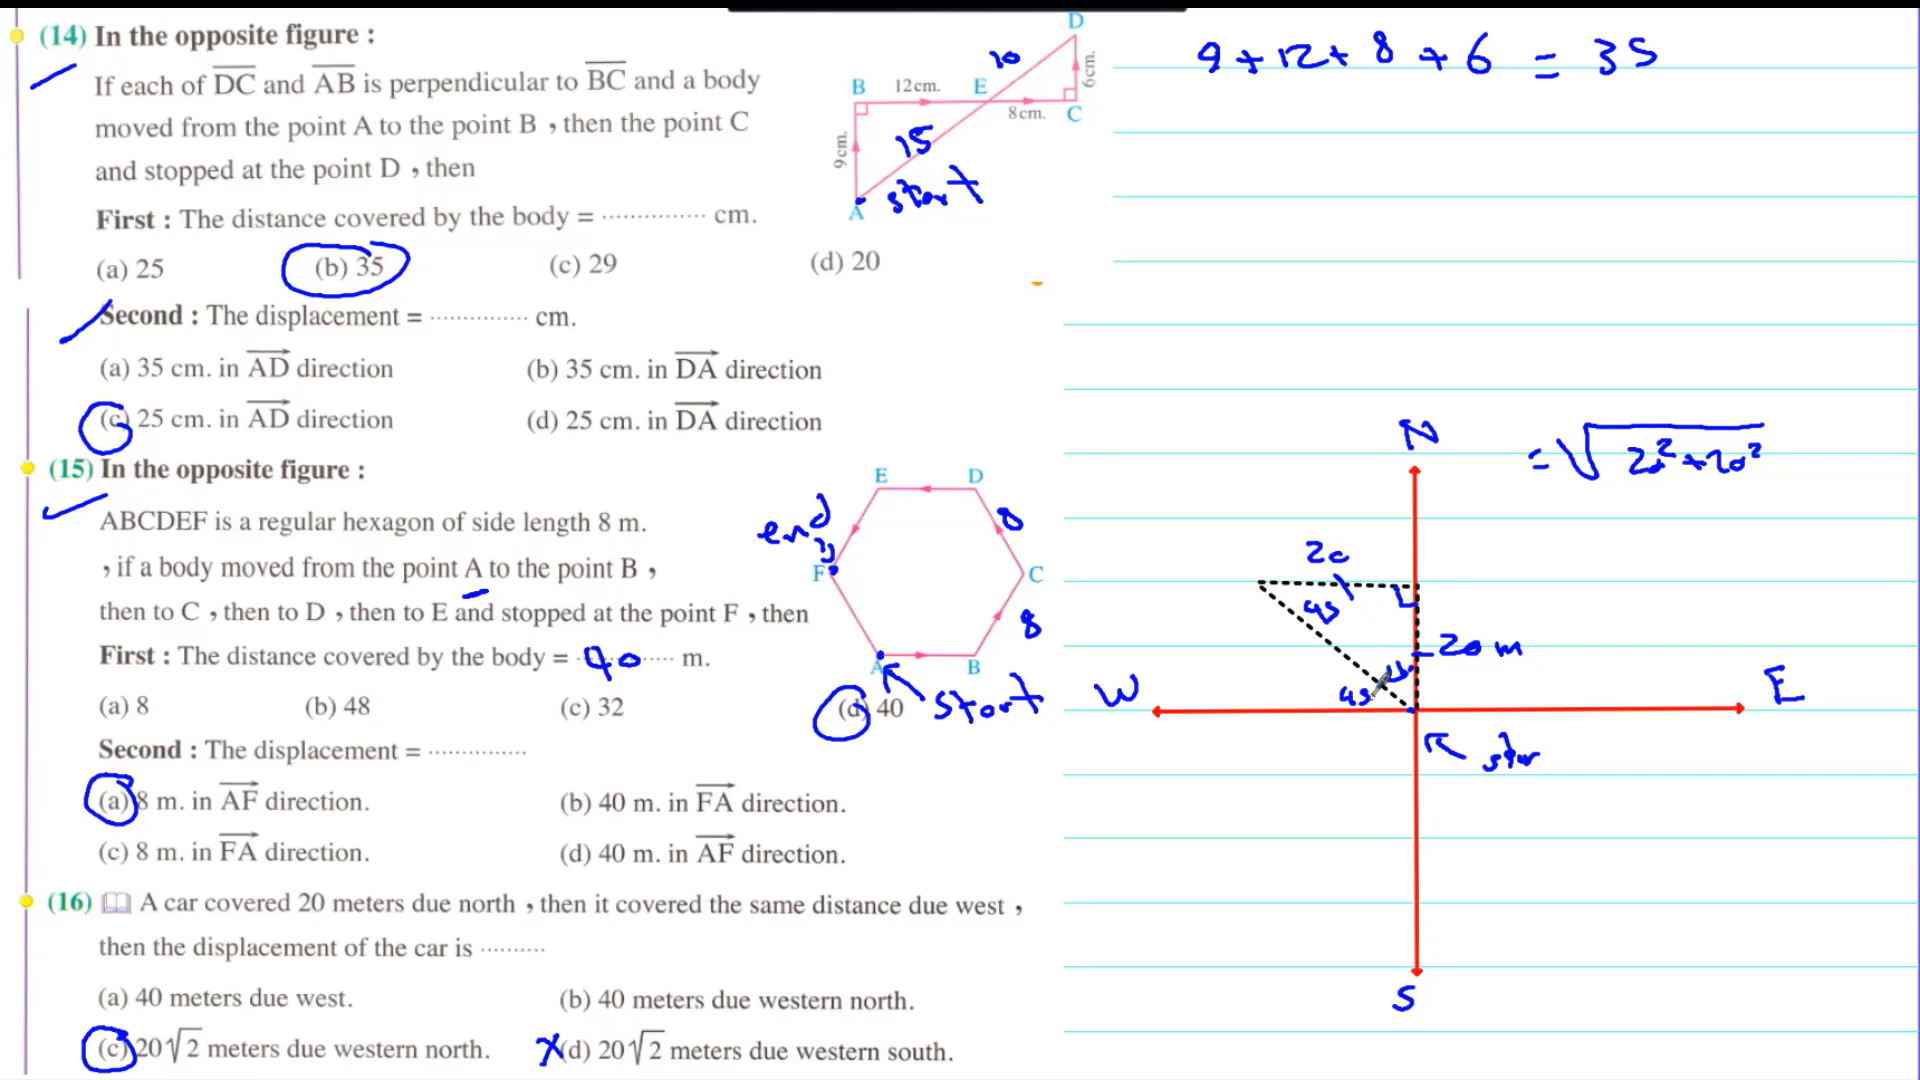 (14) In the opposite figure :
If each of DC and AB is perpendicular to BC and a body
moved from the point A to the point B , then the point C
and stopped at the point D , then
First : The distance covered by the body = ............... cm.
(a) 25 (b) 35 (c) 29 (d) 20
D
10
6cm.
B 12cm. E
8cm. C
9cm.
15
A start
Second : The displacement = ............... cm.
(a) 35 cm. in AD direction (b) 35 cm. in DA direction
(c) 25 cm. in AD direction (d) 25 cm. in DA direction
(15) In the opposite figure :
ABCDEF is a regular hexagon of side length 8 m.
, if a body moved from the point A to the point B ,
then to C , then to D , then to E and stopped at the point F , then
First : The distance covered by the body = 40 m.
(a) 8 (b) 48 (c) 32 (d) 40
E D
end 8
F C
8
A B
start
Second : The displacement = ...............
(a) 8 m. in AF direction. (b) 40 m. in FA direction.
(c) 8 m. in FA direction. (d) 40 m. in AF direction.
(16) A car covered 20 meters due north , then it covered the same distance due west ,
then the displacement of the car is ..........
(a) 40 meters due west. (b) 40 meters due western north.
(c) 20√2 meters due western north. X (d) 20√2 meters due western south.
9 + 12 + 8 + 6 = 35
N = √20² + 20²
20
45
20 m
45
W E
star
S